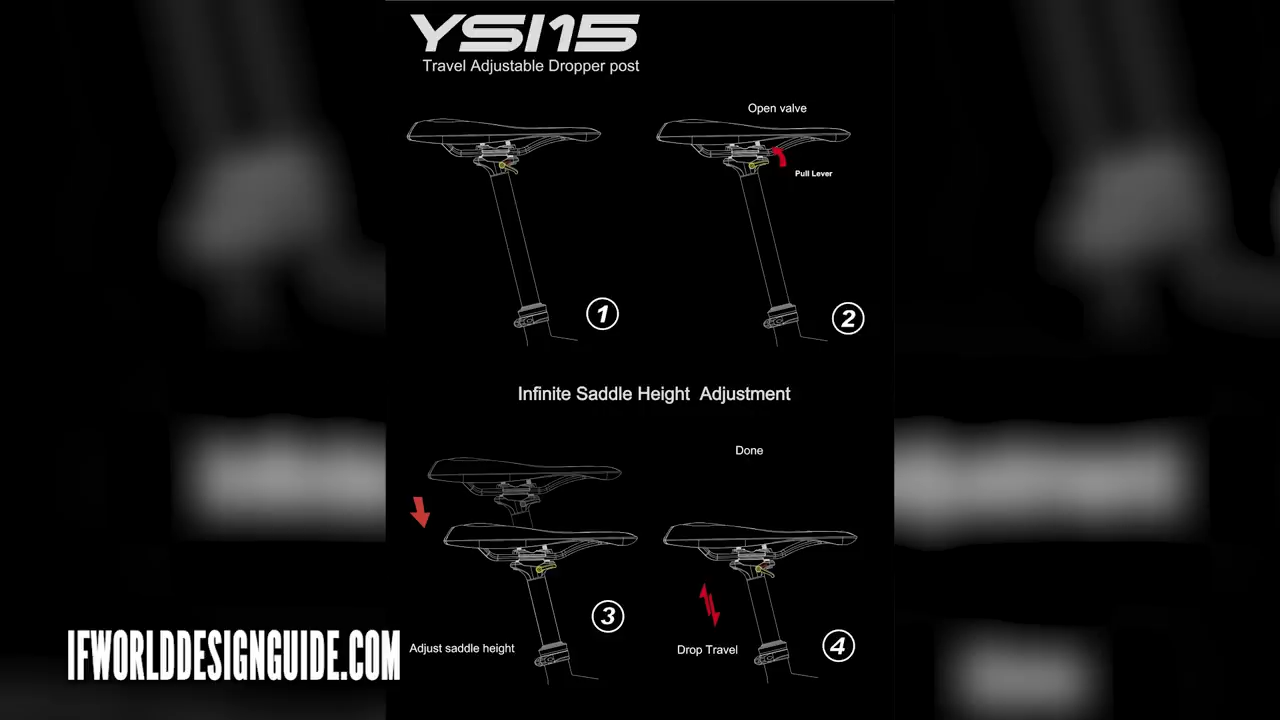 YSI15
Travel Adjustable Dropper post
Open valve
Pull Lever
1
2
Infinite Saddle Height Adjustment
Done
3
4
Adjust saddle height
Drop Travel
IFWORLDDESIGNGUIDE.COM